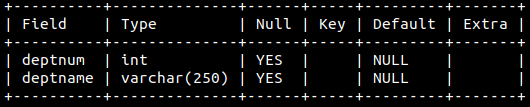 +----------+--------------+------+-----+---------+-------+
| Field    | Type         | Null | Key | Default | Extra |
+----------+--------------+------+-----+---------+-------+
| deptnum  | int          | YES  |     | NULL    |       |
| deptname | varchar(250) | YES  |     | NULL    |       |
+----------+--------------+------+-----+---------+-------+